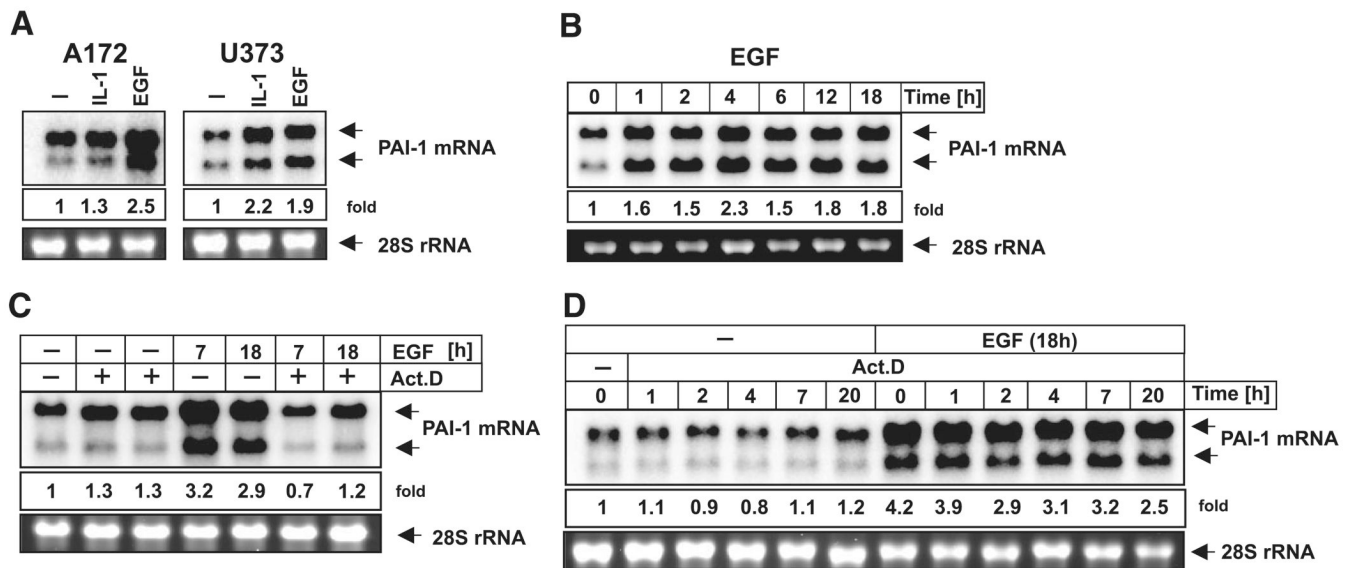 A
A172 U373
– IL-1 EGF – IL-1 EGF
PAI-1 mRNA
1 1.3 2.5 1 2.2 1.9 fold
28S rRNA
B
EGF
0 1 2 4 6 12 18 Time [h]
PAI-1 mRNA
1 1.6 1.5 2.3 1.5 1.8 1.8 fold
28S rRNA
C
– – – 7 18 7 18 EGF [h]
– + + – – + + Act.D
PAI-1 mRNA
1 1.3 1.3 3.2 2.9 0.7 1.2 fold
28S rRNA
D
– EGF (18h)
– Act.D
0 1 2 4 7 20 0 1 2 4 7 20 Time [h]
PAI-1 mRNA
1 1.1 0.9 0.8 1.1 1.2 4.2 3.9 2.9 3.1 3.2 2.5 fold
28S rRNA